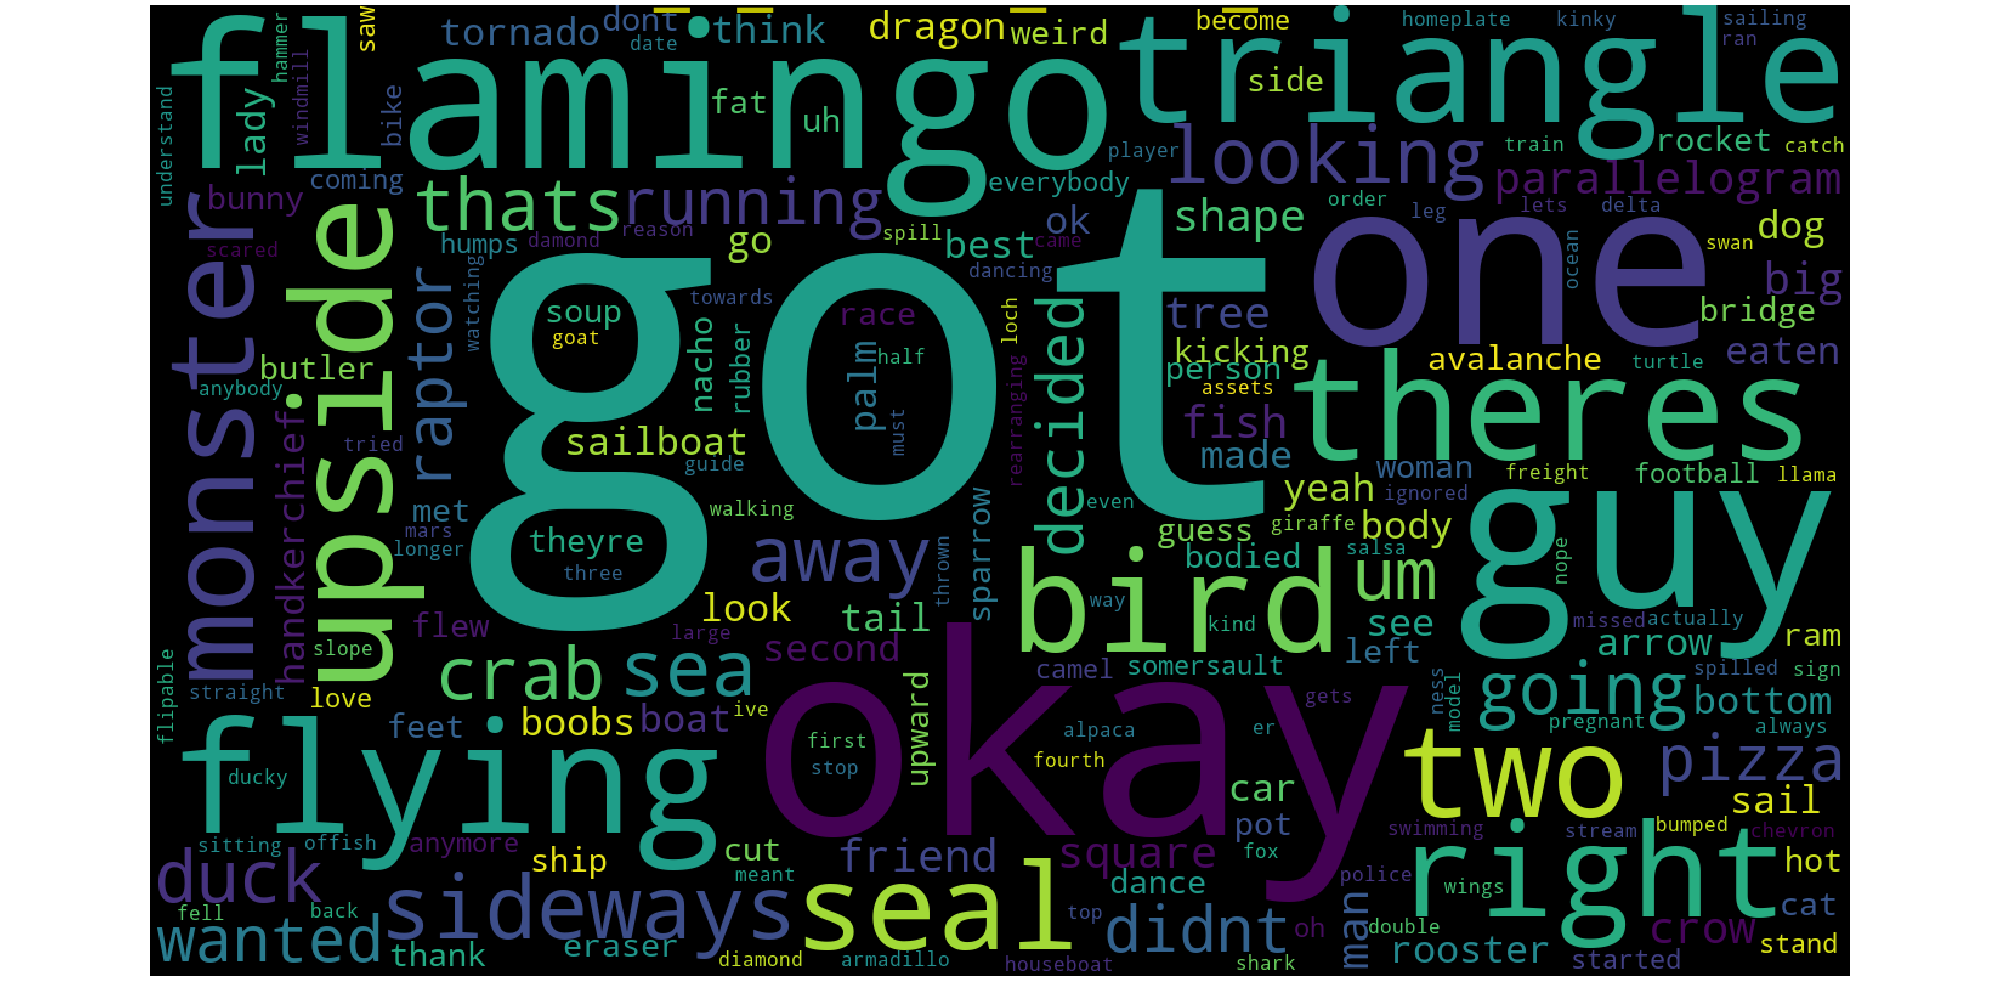 saw tornado dont date think dragon weird become homeplate kinky sailing ran
hammer flamingo triangle
understand lady windmill bike fat uh side
player looking train rocket catch
bunny coming thats running everybody shape parallelogram
order leg lets delta
scared monster upside humps damond reason go spill best came ok one ocean swan dog
raptor watching soup towards dancing tree big
goat nacho rubber race palm half loch decided bridge
butler got kicking avalanche turtle eaten
anybody person assets theres
handkerchief tried sailboat guide must rearranging fish made
woman freight football llama
met mars longer theyre three walking away thrown sparrow even yeah ignored guy
guess giraffe body
bird bodied salsa um nope
look tail way kind see missed actually
flew large second arrow ram
slope crab sea camel somersault left spilled sign
flipable straight love boobs boat ive upward okay gets going ness model bottom
feet pregnant always
flying first stop alpaca er
ducky fourth two pizza
car sail
sitting offish anymore cut pot swimming stream bumped chevron
duck ship meant friend square fox right hot
sideways seal dance police wings
fell back top didnt man double crow cat
wanted thank eraser diamond armadillo houseboat shark oh rooster started stand